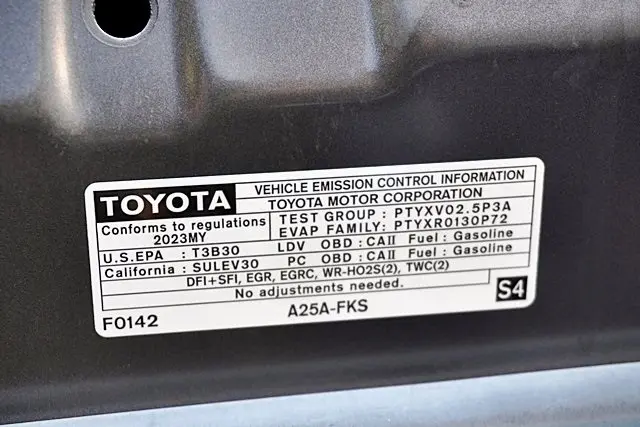 TOYOTA
VEHICLE EMISSION CONTROL INFORMATION
TOYOTA MOTOR CORPORATION
Conforms to regulations
2023MY
TEST GROUP : PTYXV02.5P3A
EVAP FAMILY: PTYXR0130P72
U.S.EPA : T3B30 LDV OBD : CAII Fuel : Gasoline
California : SULEV30 PC OBD : CAII Fuel : Gasoline
DFI+SFI, EGR, EGRC, WR-HO2S(2), TWC(2)
No adjustments needed.
F0142 A25A-FKS S4